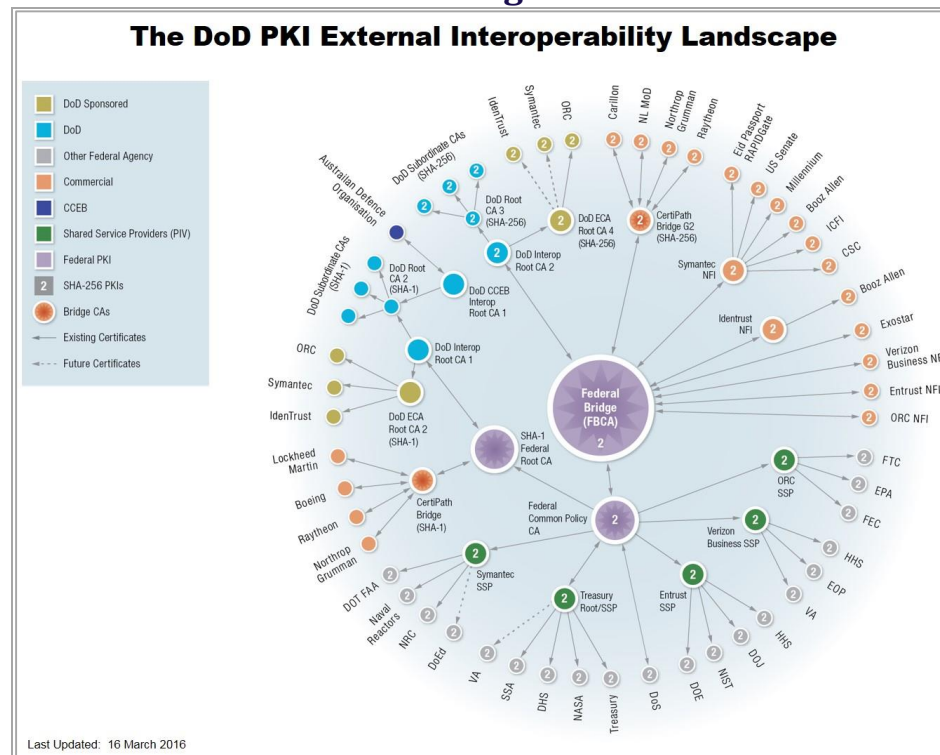 The DoD PKI External Interoperability Landscape
DoD Sponsored
DoD
Other Federal Agency
Commercial
CCEB
Shared Service Providers (PIV)
Federal PKI
2 SHA-256 PKIs
Bridge CAs
Existing Certificates
Future Certificates
DoD Subordinate CAs
(SHA-256)
IdenTrust
Symantec
ORC
Carillon
NL MoD
Northrop
Grumman
Raytheon
Eid Passport
RAPIDGate
US Senate
Millennium
Booz Allen
ICFI
CSC
Booz Allen
Exostar
Verizon
Business NFI
Entrust NFI
ORC NFI
Australian Defence
Organisation
DoD Root
CA 3
(SHA-256)
DoD ECA
Root CA 4
(SHA-256)
CertiPath
Bridge G2
(SHA-256)
DoD Interop
Root CA 2
Symantec
NFI
DoD Subordinate CAs
(SHA-1)
DoD Root
CA 2
(SHA-1)
DoD CCEB
Interop
Root CA 1
Identrust
NFI
DoD Interop
Root CA 1
ORC
Symantec
IdenTrust
DoD ECA
Root CA 2
(SHA-1)
Federal
Bridge
(FBCA)
2
SHA-1
Federal
Root CA
Lockheed
Martin
Boeing
Raytheon
Northrop
Grumman
CertiPath
Bridge
(SHA-1)
Federal
Common Policy
CA
2
ORC
SSP
FTC
EPA
FEC
Verizon
Business SSP
HHS
EOP
VA
Symantec
SSP
DOT FAA
Naval
Reactors
NRC
DoEd
Treasury
Root/SSP
VA
SSA
DHS
NASA
Treasury
DoS
Entrust
SSP
DOE
NIST
DOJ
HHS
Last Updated: 16 March 2016